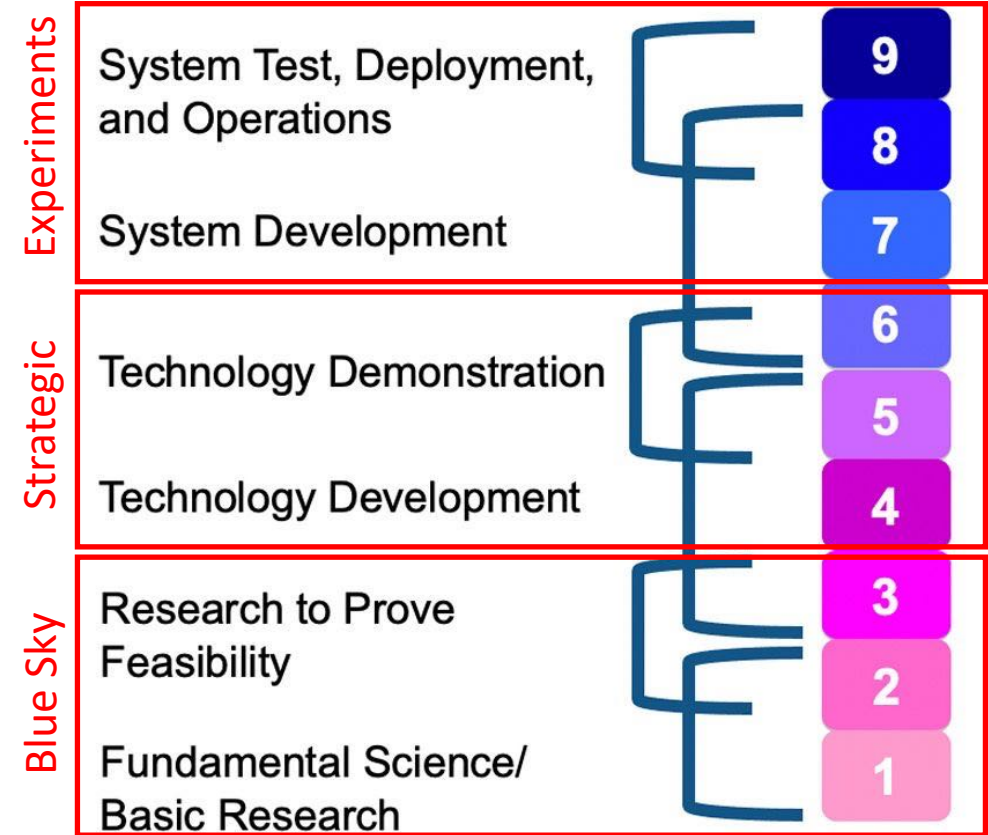 Experiments
System Test, Deployment,
and Operations
System Development
9
8
7
Strategic
Technology Demonstration
Technology Development
6
5
4
Blue Sky
Research to Prove
Feasibility
Fundamental Science/
Basic Research
3
2
1